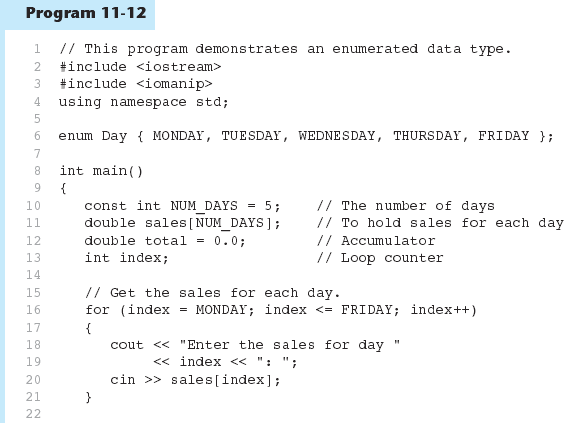 Program 11-12
1 // This program demonstrates an enumerated data type.
2 #include <iostream>
3 #include <iomanip>
4 using namespace std;
5
6 enum Day { MONDAY, TUESDAY, WEDNESDAY, THURSDAY, FRIDAY };
7
8 int main()
9 {
10    const int NUM_DAYS = 5;    // The number of days
11    double sales[NUM_DAYS];    // To hold sales for each day
12    double total = 0.0;        // Accumulator
13    int index;                 // Loop counter
14
15    // Get the sales for each day.
16    for (index = MONDAY; index <= FRIDAY; index++)
17    {
18       cout << "Enter the sales for day "
19            << index << ": ";
20       cin >> sales[index];
21    }
22